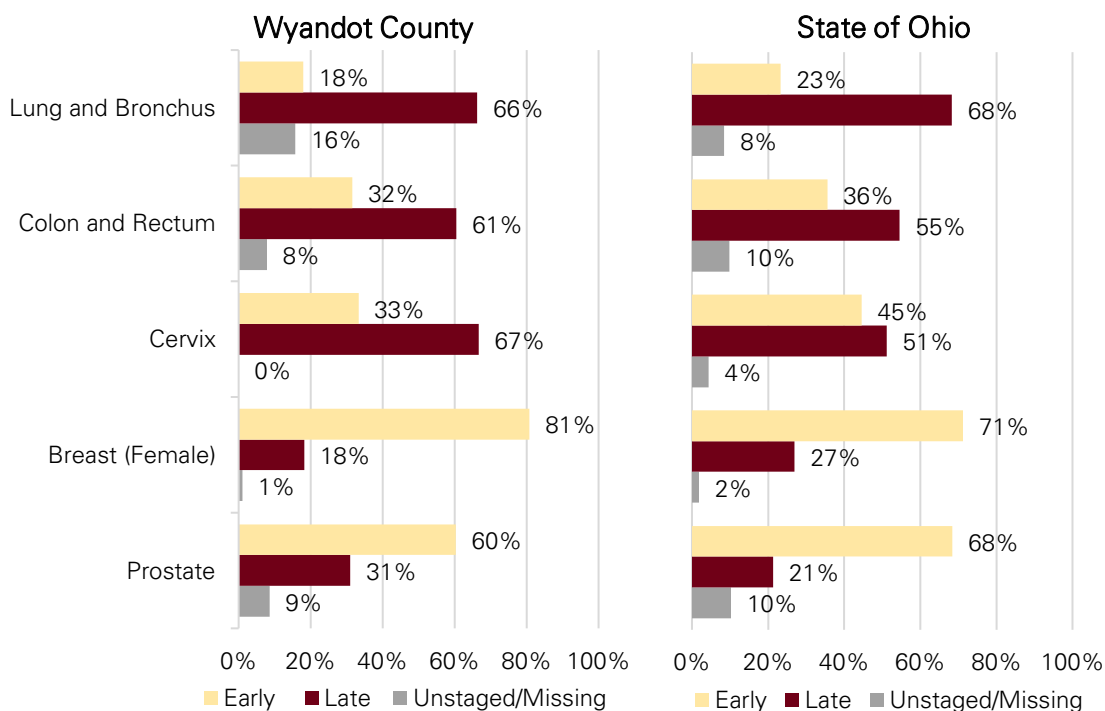 Wyandot County
Lung and Bronchus
18%
66%
16%
Colon and Rectum
32%
61%
8%
Cervix
33%
67%
0%
Breast (Female)
81%
18%
1%
Prostate
60%
31%
9%
0% 20% 40% 60% 80% 100%
Early Late Unstaged/Missing
State of Ohio
23%
68%
8%
36%
55%
10%
45%
51%
4%
71%
27%
2%
68%
21%
10%
0% 20% 40% 60% 80% 100%
Early Late Unstaged/Missing